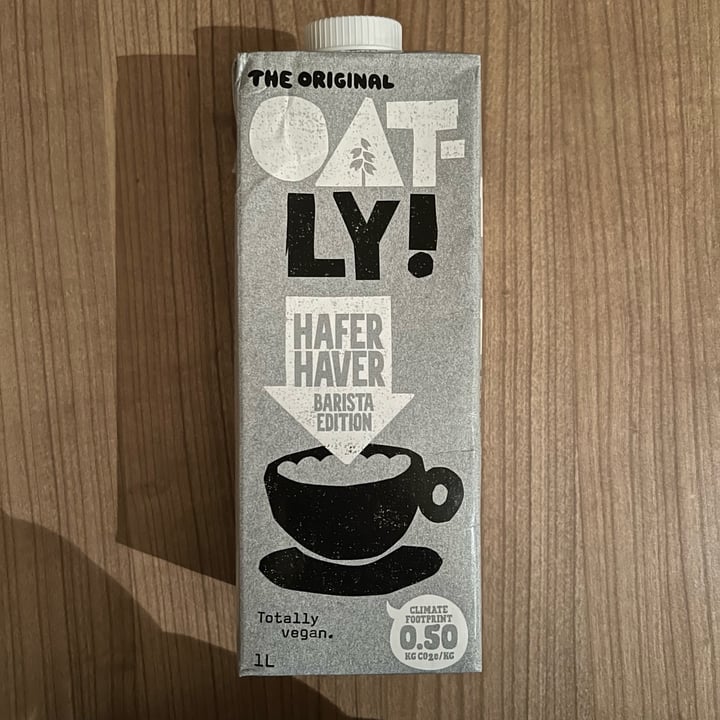 THE ORIGINAL
OAT-
LY!
HAFER
HAVER
BARISTA
EDITION
Totally
vegan.
1L
CLIMATE
FOOTPRINT
0.50
KG CO2e/KG